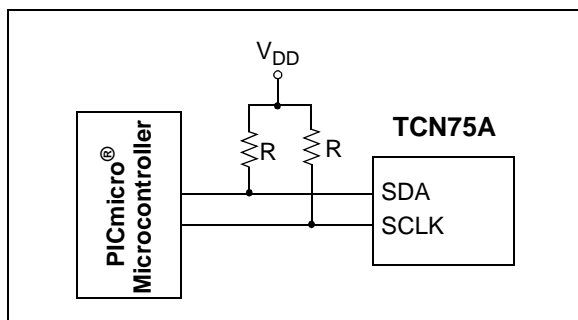 V_DD
PICmicro®
Microcontroller
R
R
TCN75A
SDA
SCLK